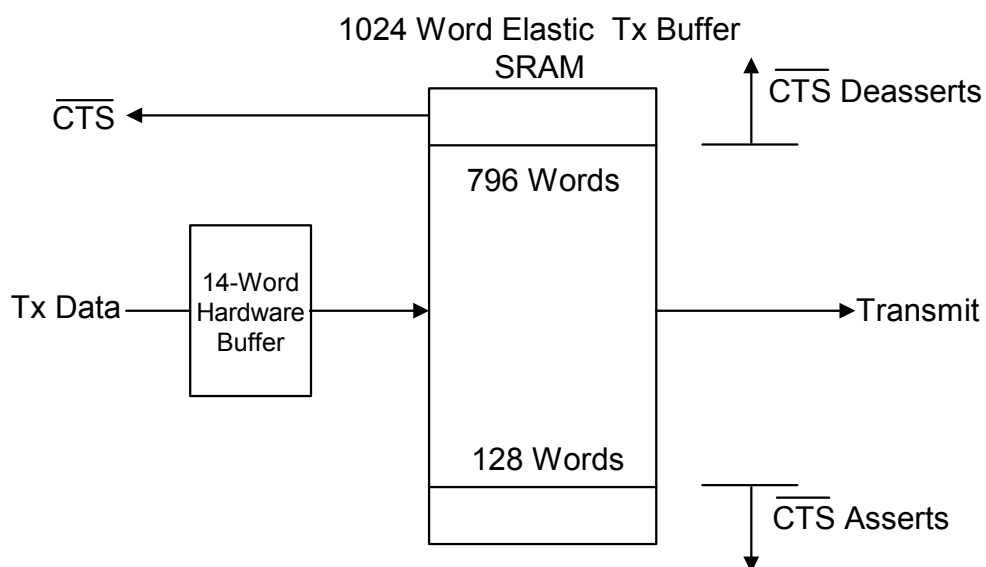 1024 Word Elastic Tx Buffer
SRAM
CTS
CTS Deasserts
796 Words
Tx Data
14-Word
Hardware
Buffer
Transmit
128 Words
CTS Asserts